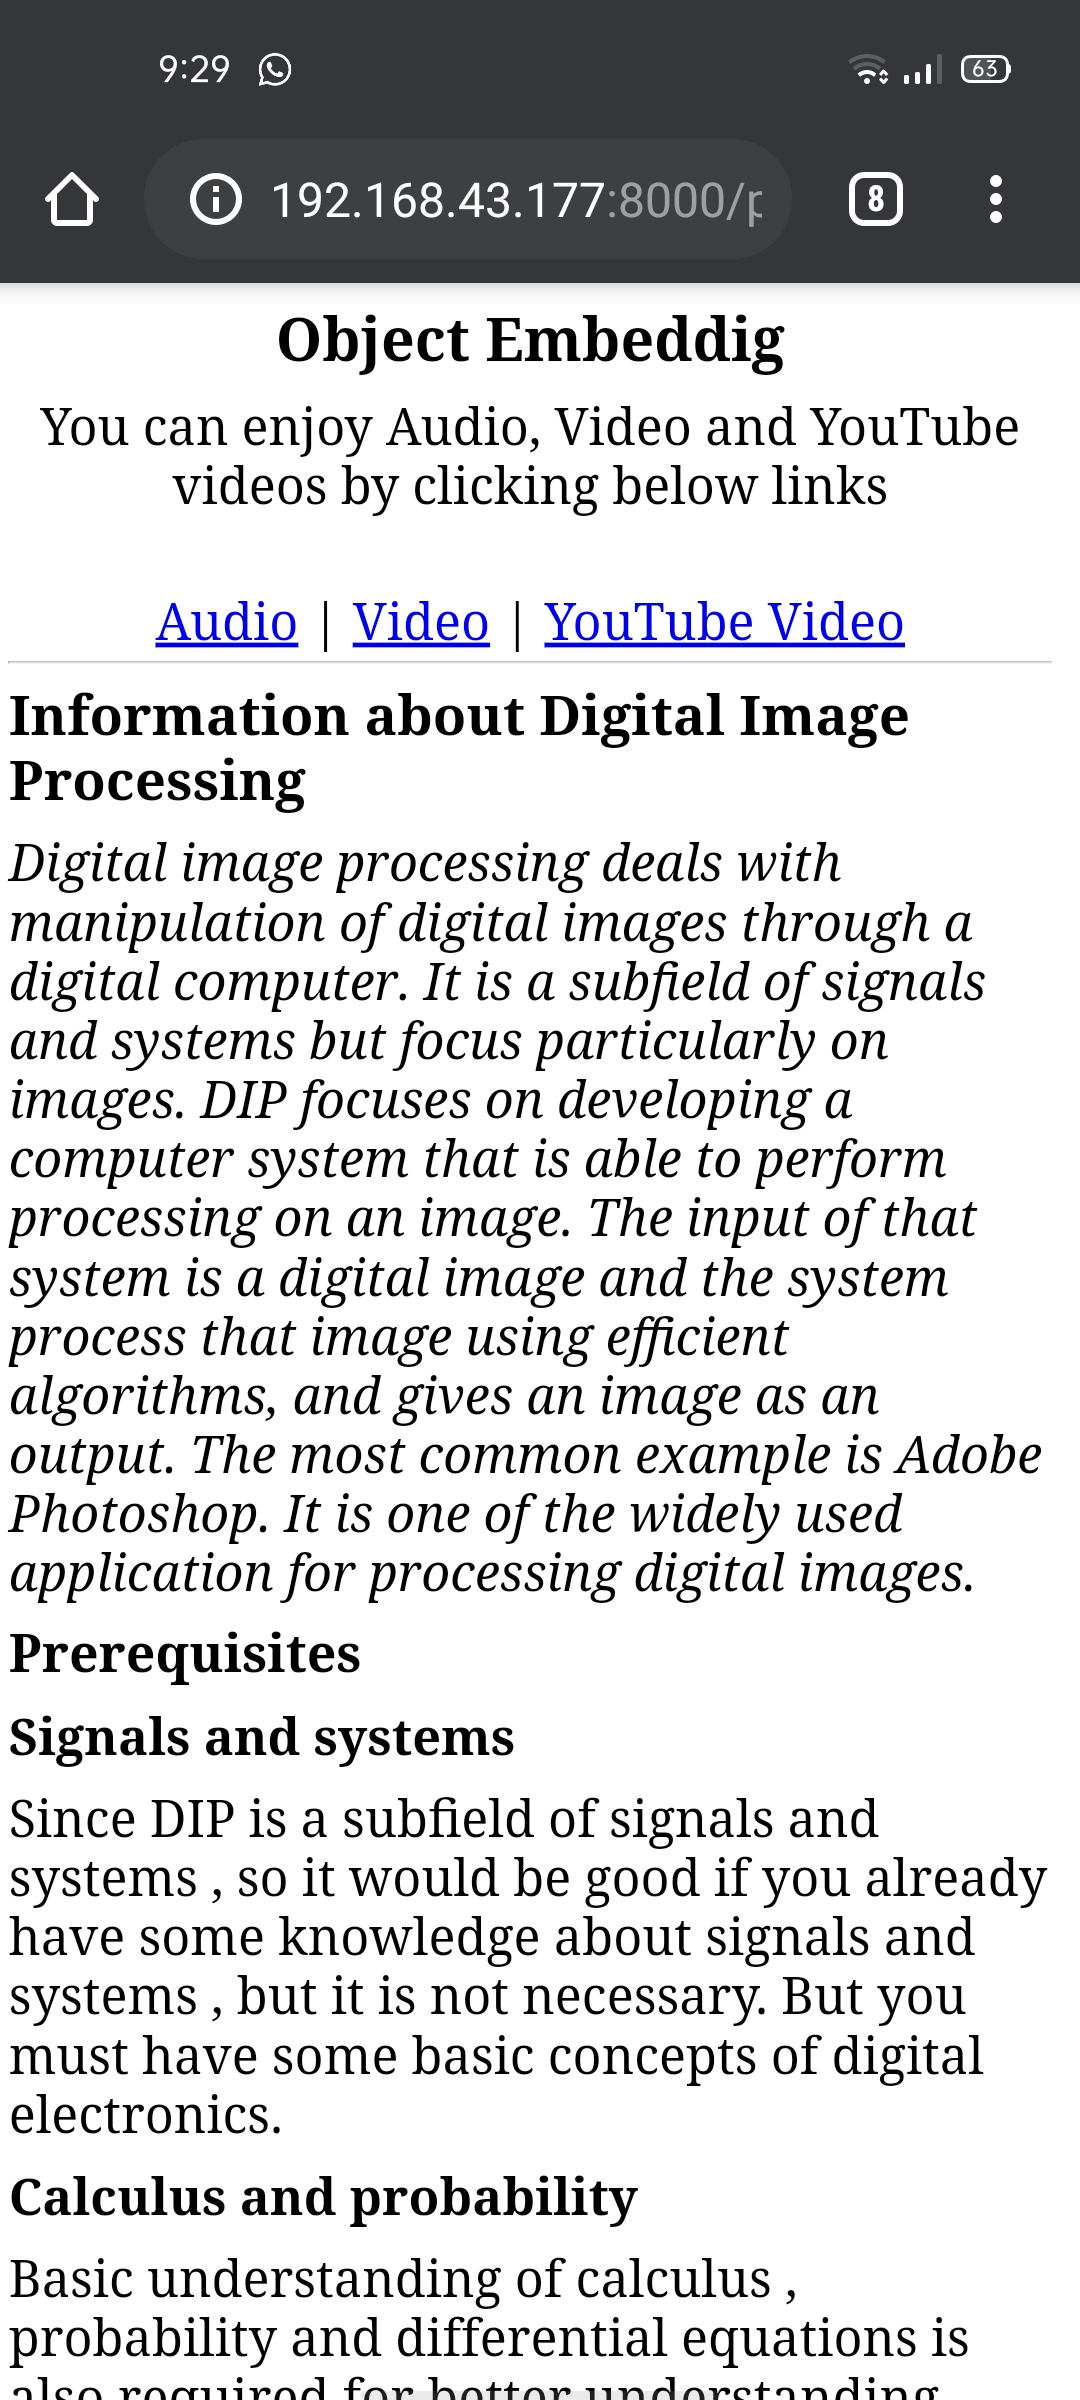 9:29
63
192.168.43.177:8000/p
8
Object Embeddig
You can enjoy Audio, Video and YouTube
videos by clicking below links
Audio | Video | YouTube Video
Information about Digital Image
Processing
Digital image processing deals with
manipulation of digital images through a
digital computer. It is a subfield of signals
and systems but focus particularly on
images. DIP focuses on developing a
computer system that is able to perform
processing on an image. The input of that
system is a digital image and the system
process that image using efficient
algorithms, and gives an image as an
output. The most common example is Adobe
Photoshop. It is one of the widely used
application for processing digital images.
Prerequisites
Signals and systems
Since DIP is a subfield of signals and
systems , so it would be good if you already
have some knowledge about signals and
systems , but it is not necessary. But you
must have some basic concepts of digital
electronics.
Calculus and probability
Basic understanding of calculus ,
probability and differential equations is
also required for better understanding